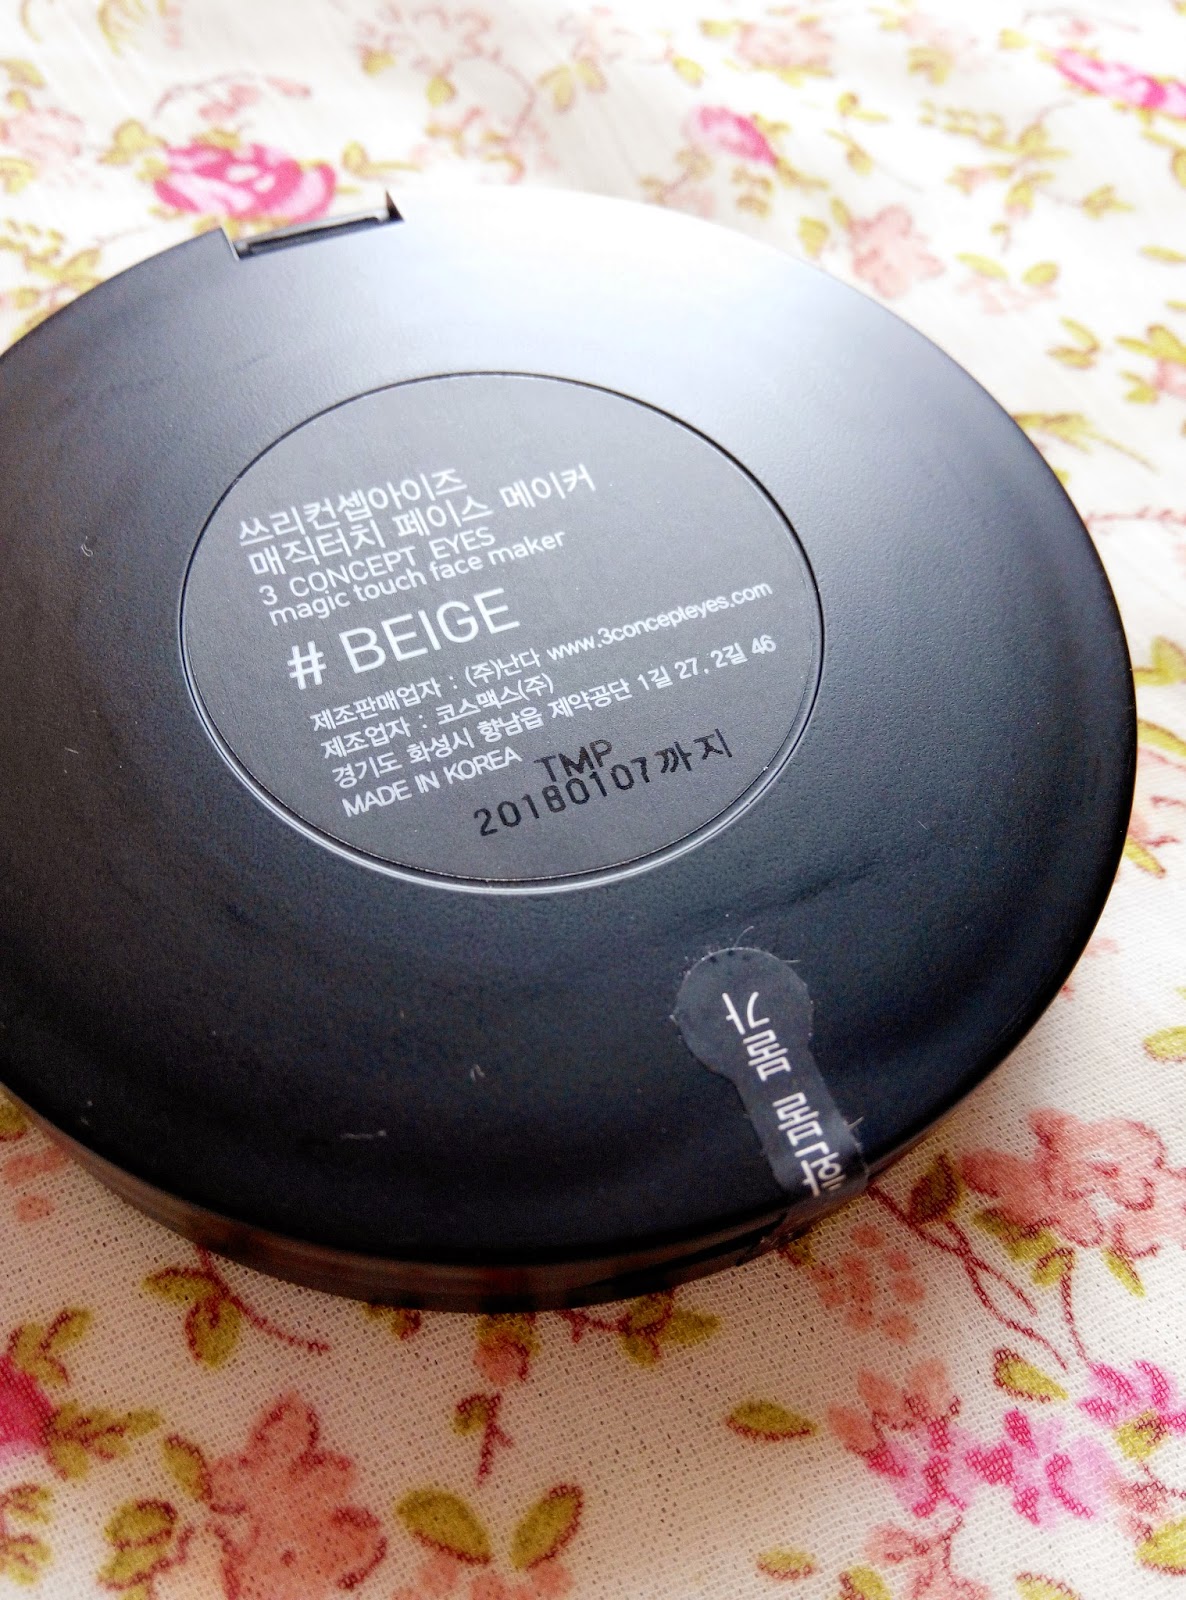 쓰리컨셉아이즈
매직터치 페이스 메이커
3 CONCEPT EYES
magic touch face maker
# BEIGE
제조판매업자 : (주)난다 www.3concepteyes.com
제조업자 : 코스맥스(주)
경기도 화성시 향남읍 제약공단 1길 27, 2길 46
MADE IN KOREA
TMP
20180107까지
판매 불가